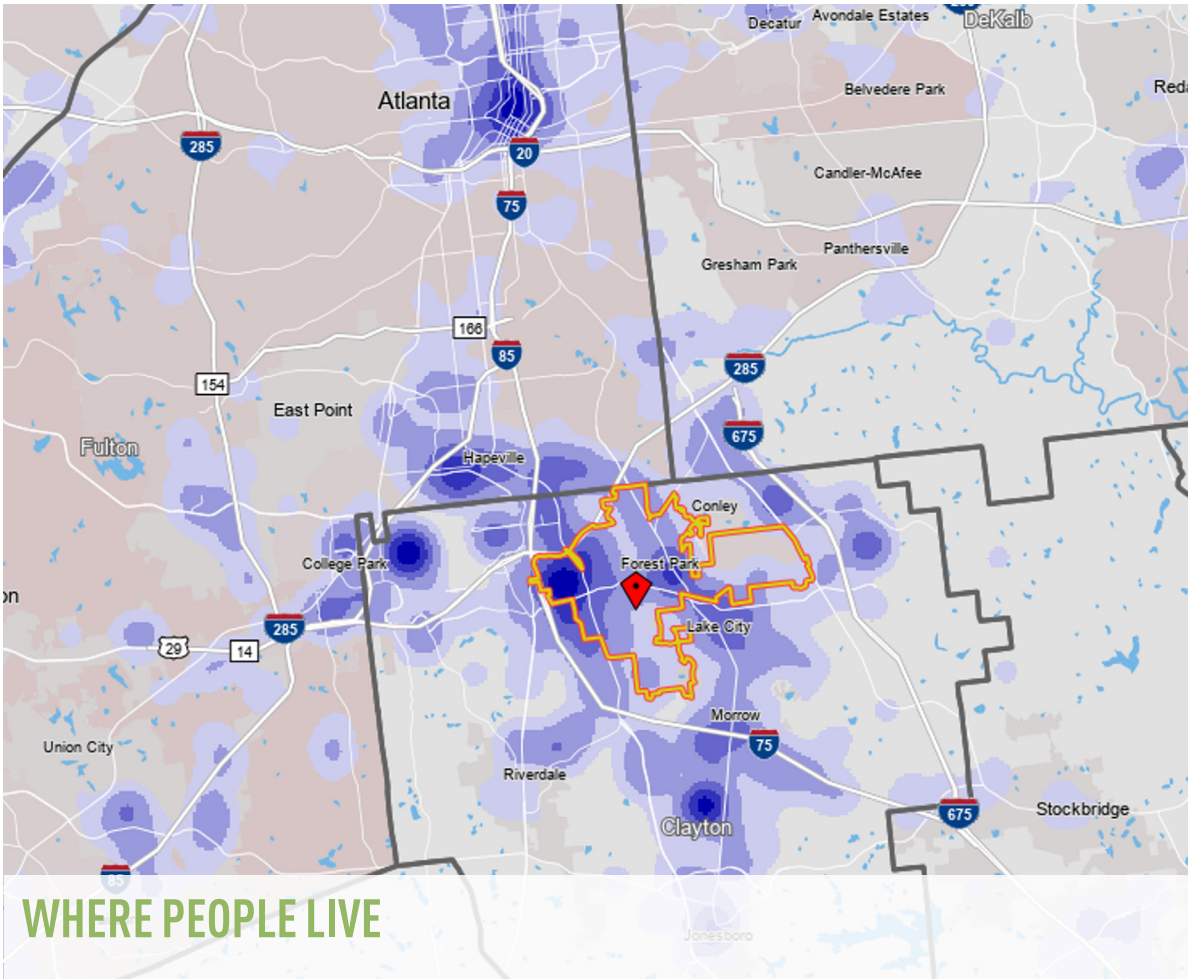 Decatur
Avondale Estates
DeKalb
Atlanta
Belvedere Park
285
20
Candler-McAfee
75
Panthersville
Gresham Park
166
85
285
154
East Point
675
Fulton
Hapeville
Conley
College Park
Forest Park
285
Lake City
29
14
Morrow
75
Union City
Riverdale
675
Stockbridge
Clayton
85
WHERE PEOPLE LIVE
Jonesboro